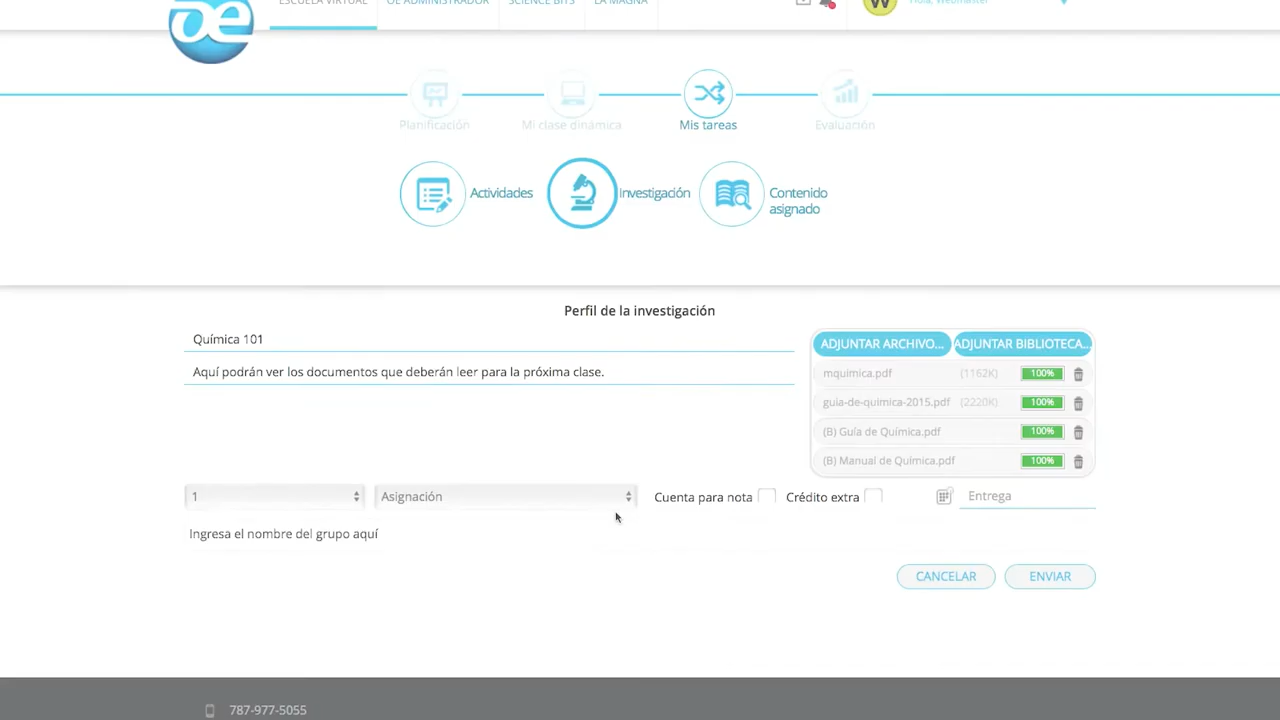 ESCUELA VIRTUAL OE ADMINISTRADOR SCIENCE BITS LA MAGNA W Hola, Webmaster
œ
Planificación Mi clase dinámica Mis tareas Evaluación
Actividades Investigación Contenido asignado
Perfil de la investigación
Química 101
ADJUNTAR ARCHIVO... ADJUNTAR BIBLIOTECA...
Aquí podrán ver los documentos que deberán leer para la próxima clase.
mquimica.pdf (1162K) 100%
guia-de-quimica-2015.pdf (2220K) 100%
(B) Guía de Química.pdf 100%
(B) Manual de Química.pdf 100%
1 Asignación Cuenta para nota Crédito extra Entrega
Ingresa el nombre del grupo aquí
CANCELAR ENVIAR
787-977-5055